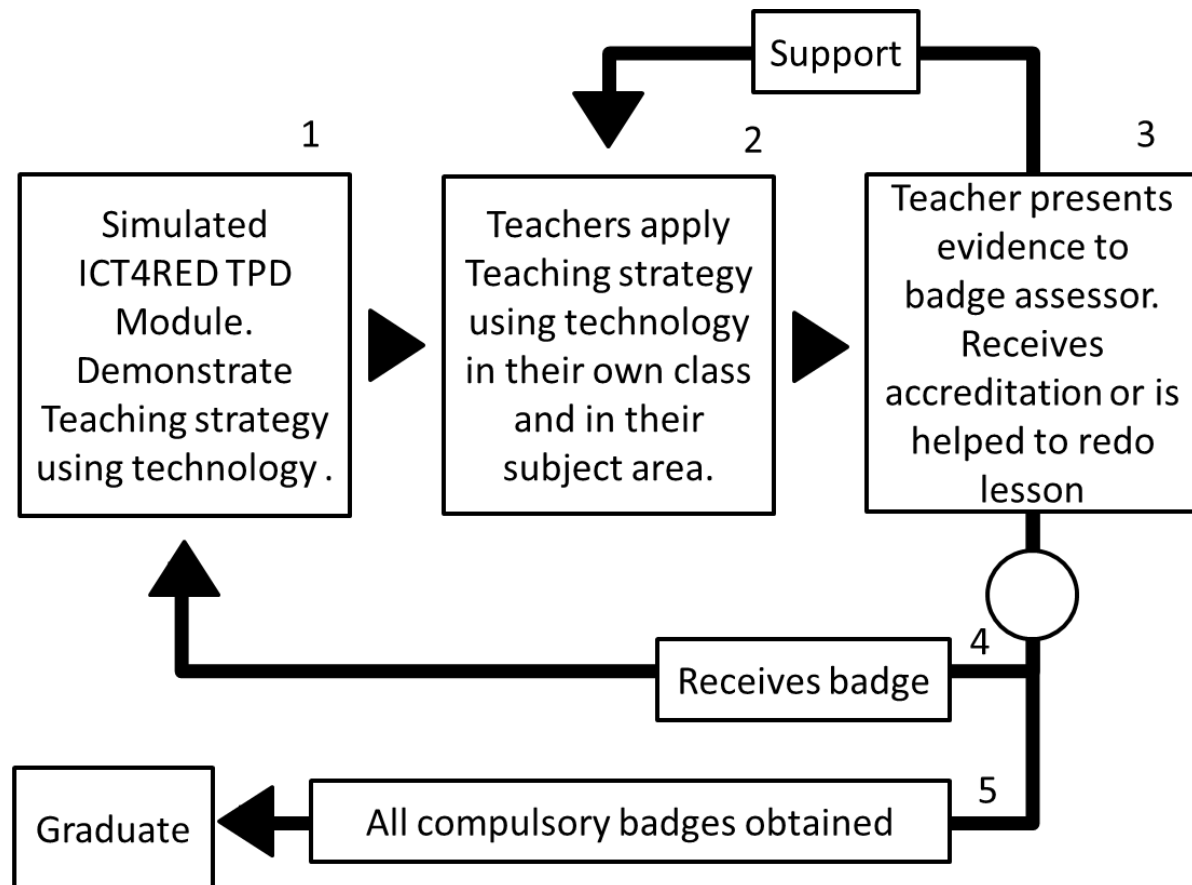 Support
1
2
3
Simulated
ICT4RED TPD
Module.
Demonstrate
Teaching strategy
using technology .
Teachers apply
Teaching strategy
using technology
in their own class
and in their
subject area.
Teacher presents
evidence to
badge assessor.
Receives
accreditation or is
helped to redo
lesson
4
Receives badge
5
All compulsory badges obtained
Graduate